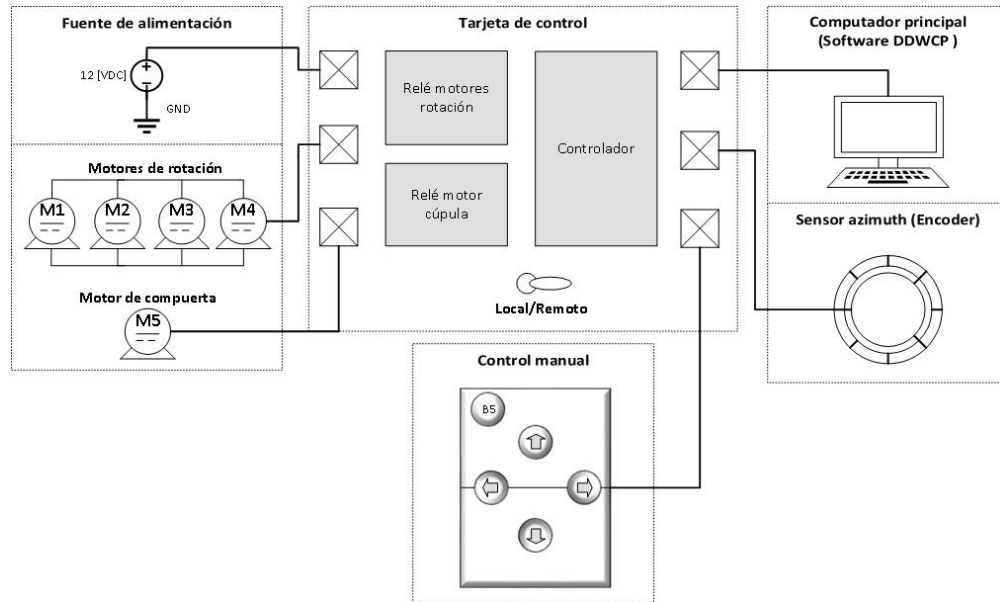 Fuente de alimentación
12 [VDC]
GND
Motores de rotación
M1
M2
M3
M4
Motor de compuerta
M5
Tarjeta de control
Relé motores
rotación
Relé motor
cúpula
Controlador
Local/Remoto
Computador principal
(Software DDWCP )
Sensor azimuth (Encoder)
Control manual
B5